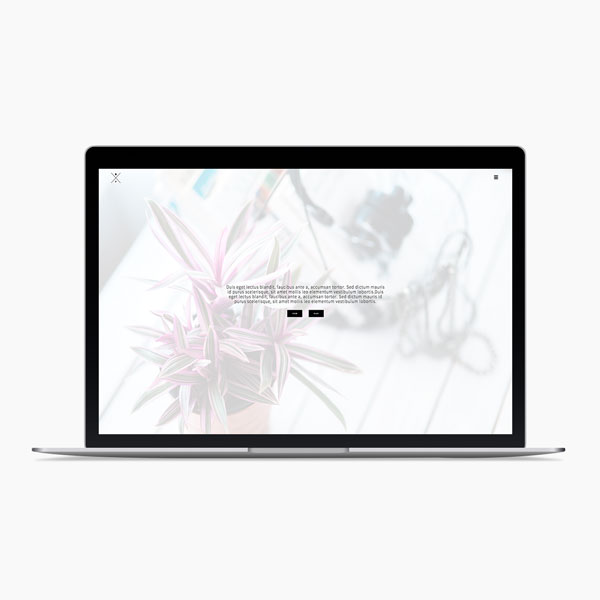 Duis eget lectus blandit, faucibus ante a, accumsan tortor. Sed dictum mauris
id purus scelerisque, sit amet mollis leo elementum vestibulum lobortis.Duis
eget lectus blandit, faucibus ante a, accumsan tortor. Sed dictum mauris id
purus scelerisque, sit amet mollis leo elementum vestibulum lobortis.